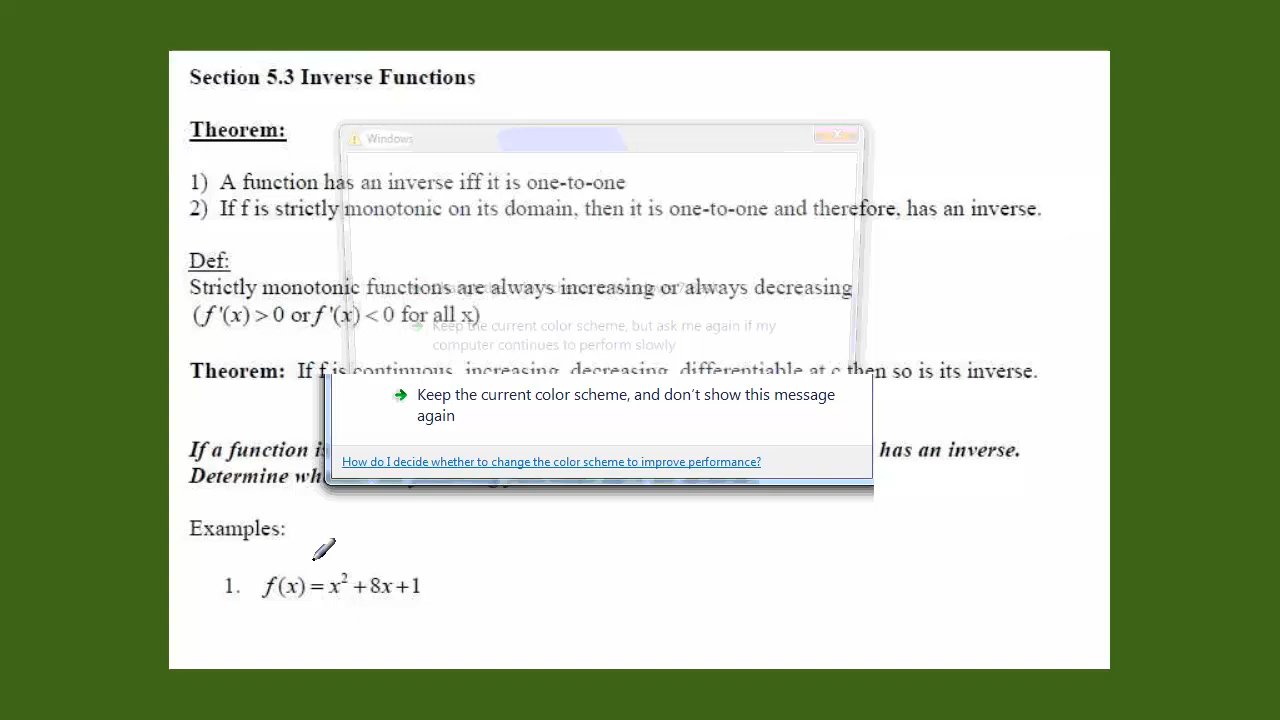 Section 5.3 Inverse Functions
Theorem:
Windows
1) A function has an inverse iff it is one-to-one
2) If f is strictly monotonic on its domain, then it is one-to-one and therefore, has an inverse.
Def:
Strictly monotonic functions are always increasing or always decreasing
(f'(x) > 0 or f'(x) < 0 for all x)
Keep the current color scheme, but ask me again if my
computer continues to perform slowly
Theorem: If f is continuous, increasing, decreasing, differentiable at c then so is its inverse.
Keep the current color scheme, and don't show this message
again
If a function is has an inverse.
How do I decide whether to change the color scheme to improve performance?
Determine wh
Examples:
1. f(x) = x² + 8x + 1